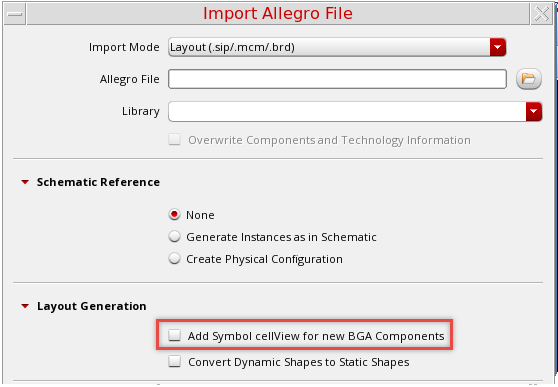 Import Allegro File
Import Mode Layout (.sip/.mcm/.brd)
Allegro File
Library
Overwrite Components and Technology Information
Schematic Reference
None
Generate Instances as in Schematic
Create Physical Configuration
Layout Generation
Add Symbol cellView for new BGA Components
Convert Dynamic Shapes to Static Shapes